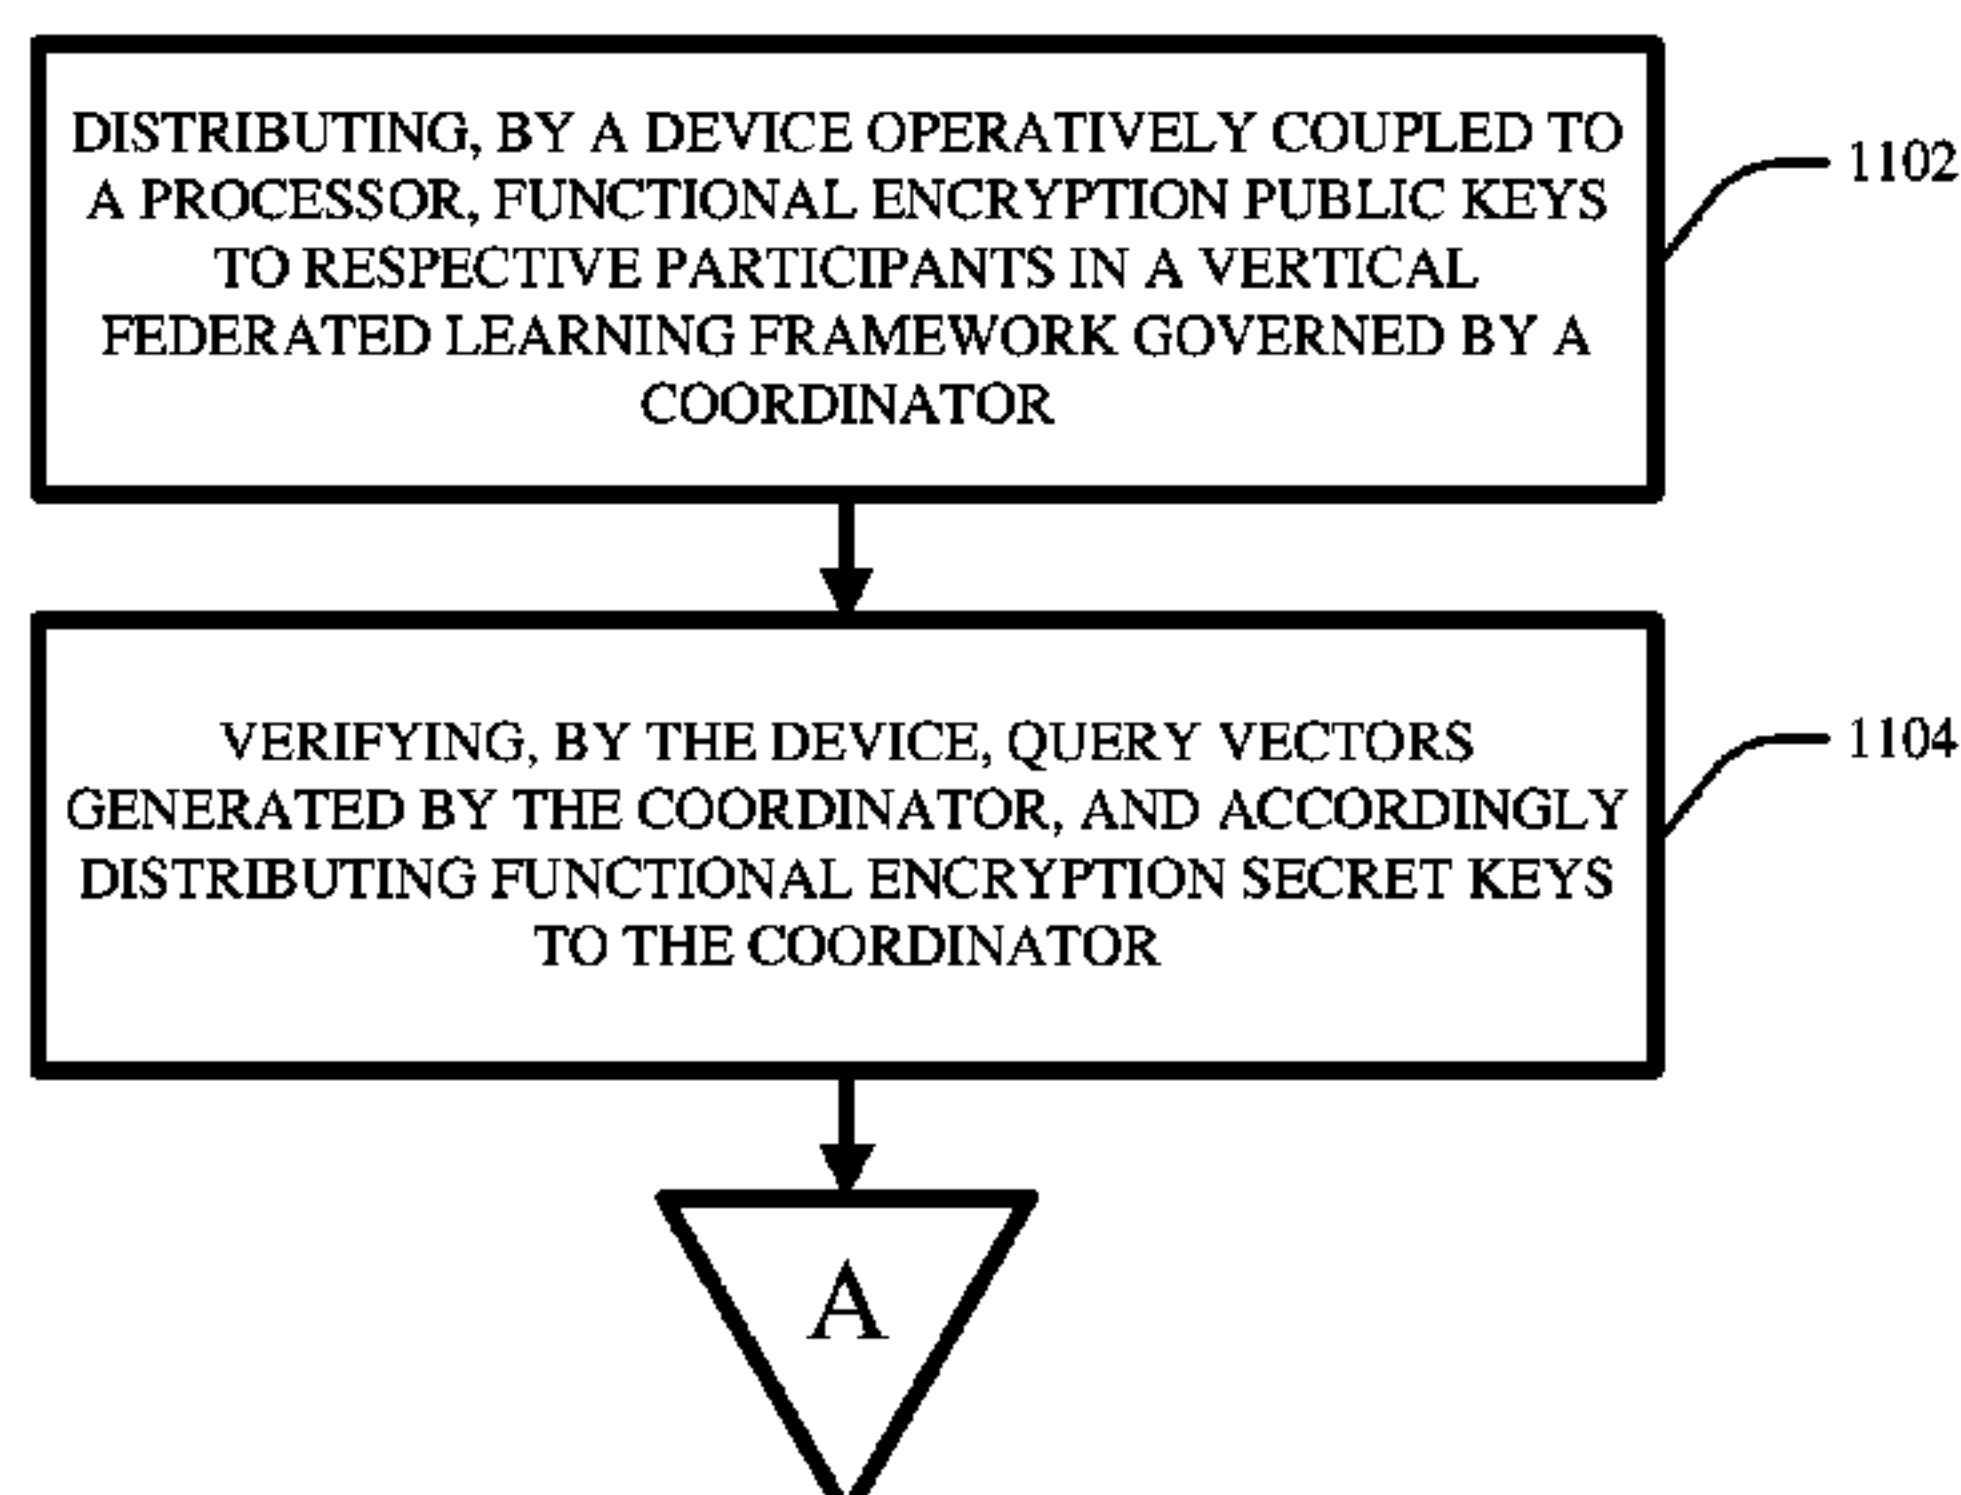 DISTRIBUTING, BY A DEVICE OPERATIVELY COUPLED TO
A PROCESSOR, FUNCTIONAL ENCRYPTION PUBLIC KEYS
TO RESPECTIVE PARTICIPANTS IN A VERTICAL
FEDERATED LEARNING FRAMEWORK GOVERNED BY A
COORDINATOR
1102
VERIFYING, BY THE DEVICE, QUERY VECTORS
GENERATED BY THE COORDINATOR, AND ACCORDINGLY
DISTRIBUTING FUNCTIONAL ENCRYPTION SECRET KEYS
TO THE COORDINATOR
1104
A